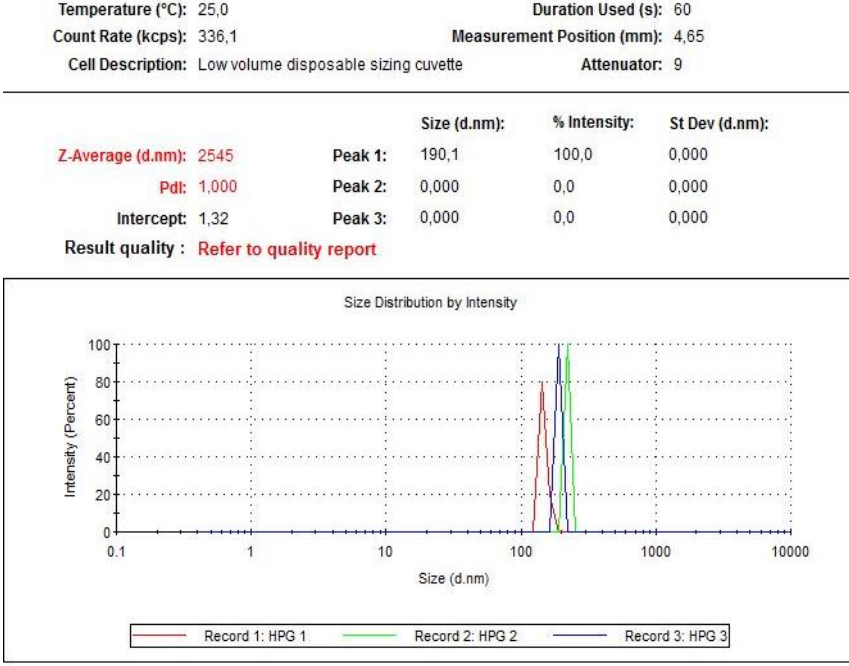 Temperature (°C): 25,0 Duration Used (s): 60
Count Rate (kcps): 336,1 Measurement Position (mm): 4,65
Cell Description: Low volume disposable sizing cuvette Attenuator: 9
Size (d.nm): % Intensity: St Dev (d.nm):
Z-Average (d.nm): 2545 Peak 1: 190,1 100,0 0,000
PdI: 1,000 Peak 2: 0,000 0,0 0,000
Intercept: 1,32 Peak 3: 0,000 0,0 0,000
Result quality : Refer to quality report
Size Distribution by Intensity
100
80
60
40
20
0
Intensity (Percent)
0.1 1 10 100 1000 10000
Size (d.nm)
Record 1: HPG 1 Record 2: HPG 2 Record 3: HPG 3